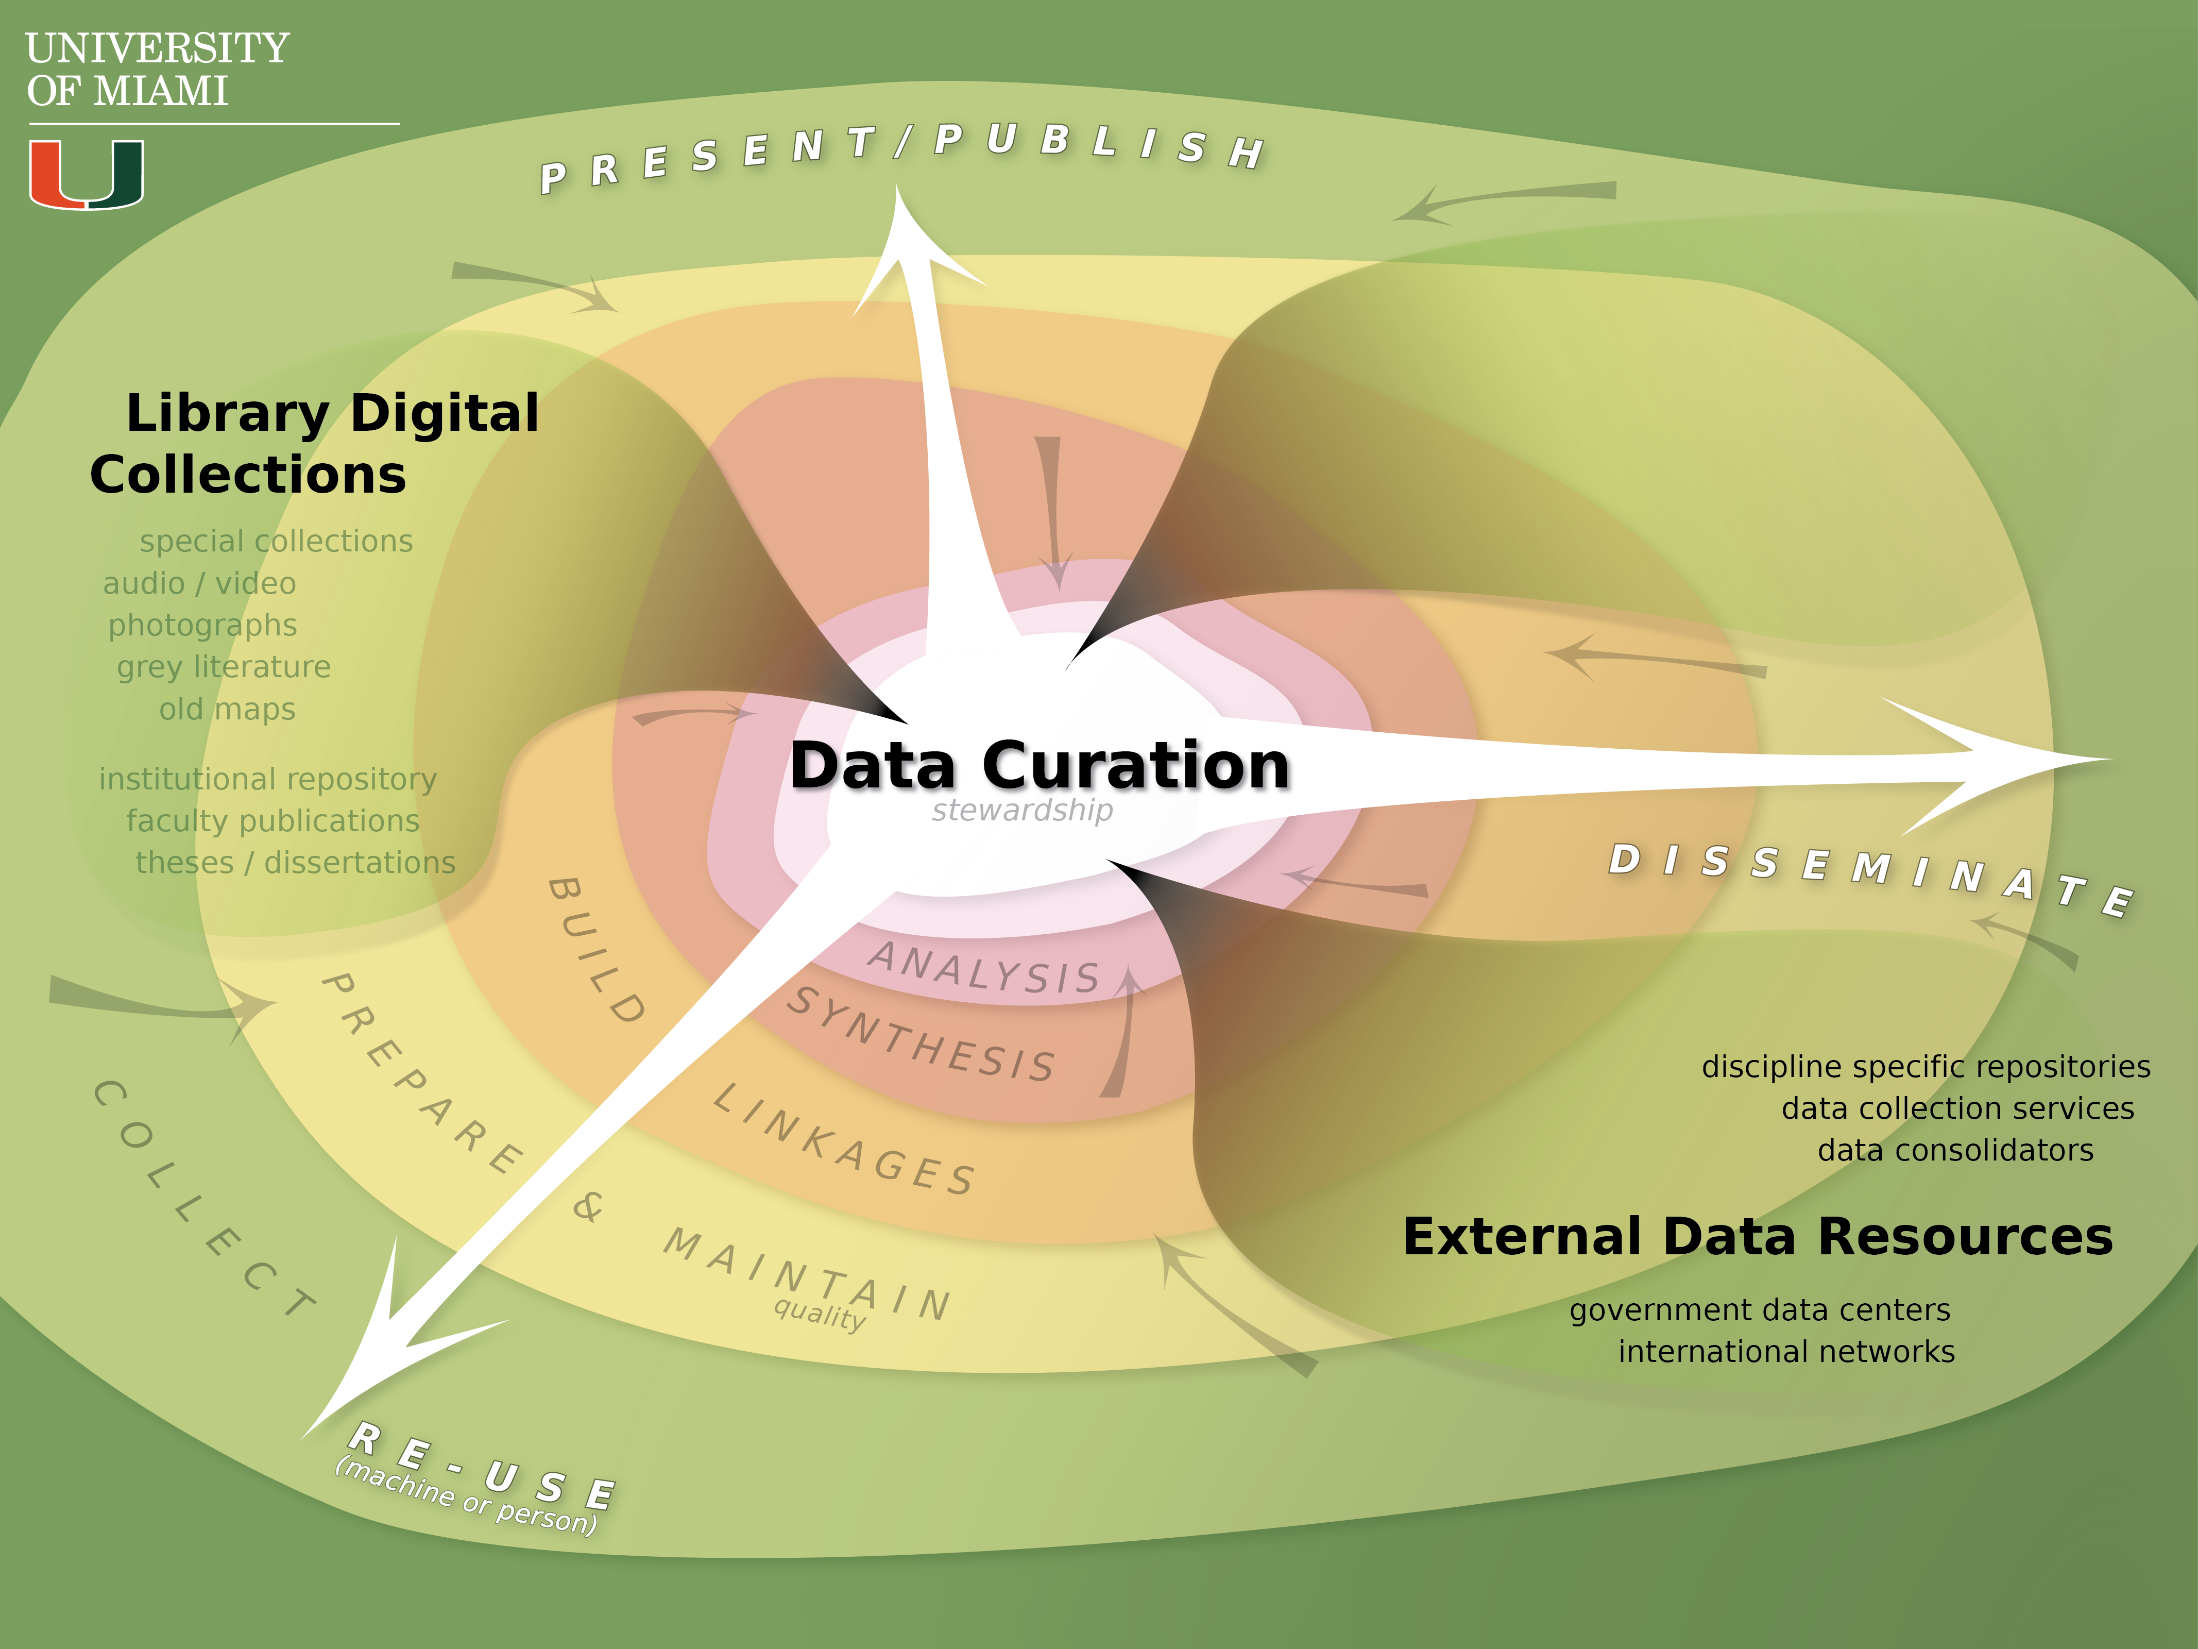 UNIVERSITY
OF MIAMI
PRESENT/PUBLISH
Library Digital
Collections
special collections
audio / video
photographs
grey literature
old maps
institutional repository
faculty publications
theses / dissertations
Data Curation
stewardship
DISSEMINATE
ANALYSIS
SYNTHESIS
BUILD LINKAGES
PREPARE & MAINTAIN
quality
COLLECT
discipline specific repositories
data collection services
data consolidators
External Data Resources
government data centers
international networks
RE-USE
(machine or person)